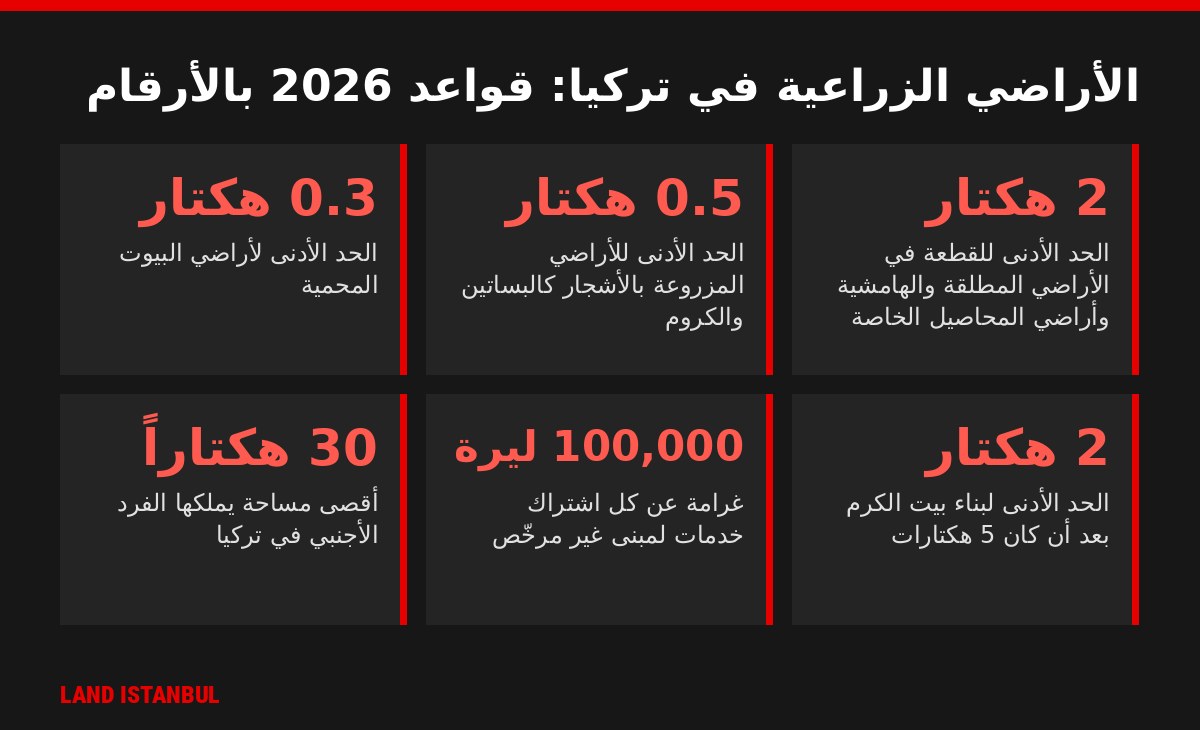 الأراضي الزراعية في تركيا: قواعد 2026 بالأرقام
2 هكتار
الحد الأدنى للقطعة في
الأراضي المطلقة والهامشية
وأراضي المحاصيل الخاصة
0.5 هكتار
الحد الأدنى للأراضي
المزروعة بالأشجار كالبساتين
والكروم
0.3 هكتار
الحد الأدنى لأراضي البيوت
المحمية
2 هكتار
الحد الأدنى لبناء بيت الكرم
بعد أن كان 5 هكتارات
100,000 ليرة
غرامة عن كل اشتراك
خدمات لمبنى غير مرخّص
30 هكتاراً
أقصى مساحة يملكها الفرد
الأجنبي في تركيا
LAND ISTANBUL